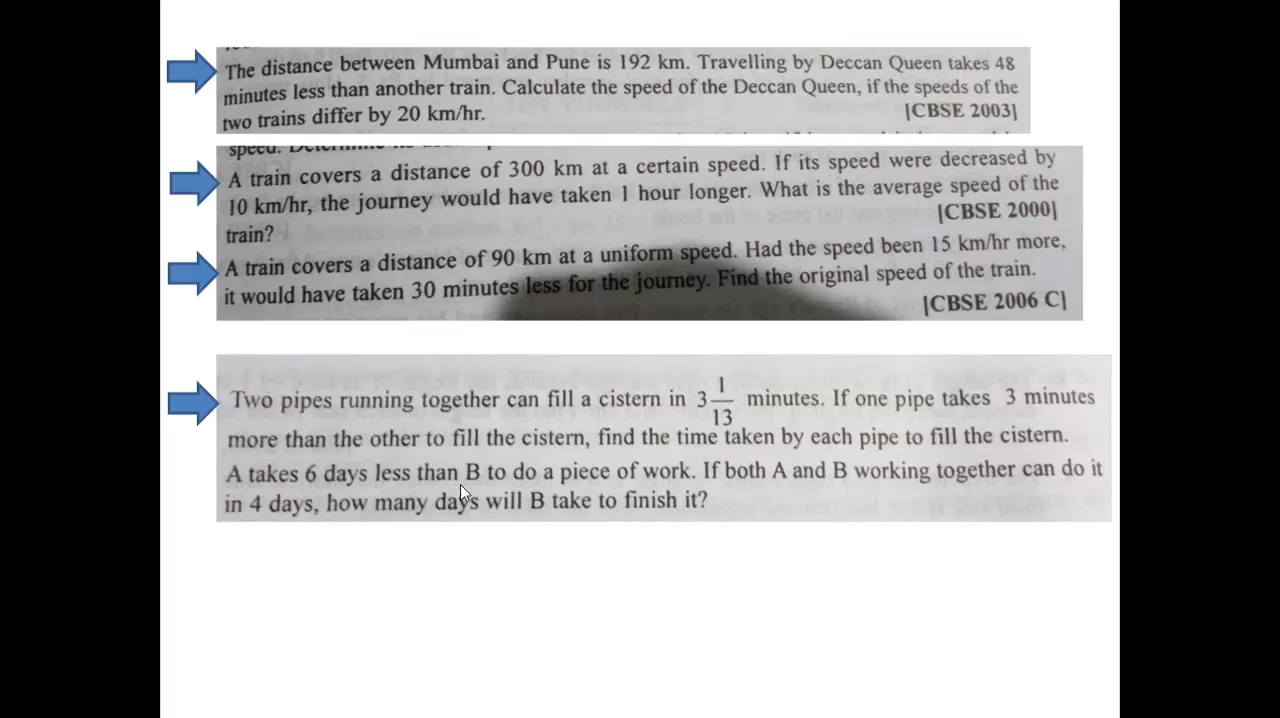 The distance between Mumbai and Pune is 192 km. Travelling by Deccan Queen takes 48
minutes less than another train. Calculate the speed of the Deccan Queen, if the speeds of the
two trains differ by 20 km/hr. [CBSE 2003]
speed.
A train covers a distance of 300 km at a certain speed. If its speed were decreased by
10 km/hr, the journey would have taken 1 hour longer. What is the average speed of the
train? [CBSE 2000]
A train covers a distance of 90 km at a uniform speed. Had the speed been 15 km/hr more,
it would have taken 30 minutes less for the journey. Find the original speed of the train.
[CBSE 2006 C]
Two pipes running together can fill a cistern in 3 1/13 minutes. If one pipe takes 3 minutes
more than the other to fill the cistern, find the time taken by each pipe to fill the cistern.
A takes 6 days less than B to do a piece of work. If both A and B working together can do it
in 4 days, how many days will B take to finish it?